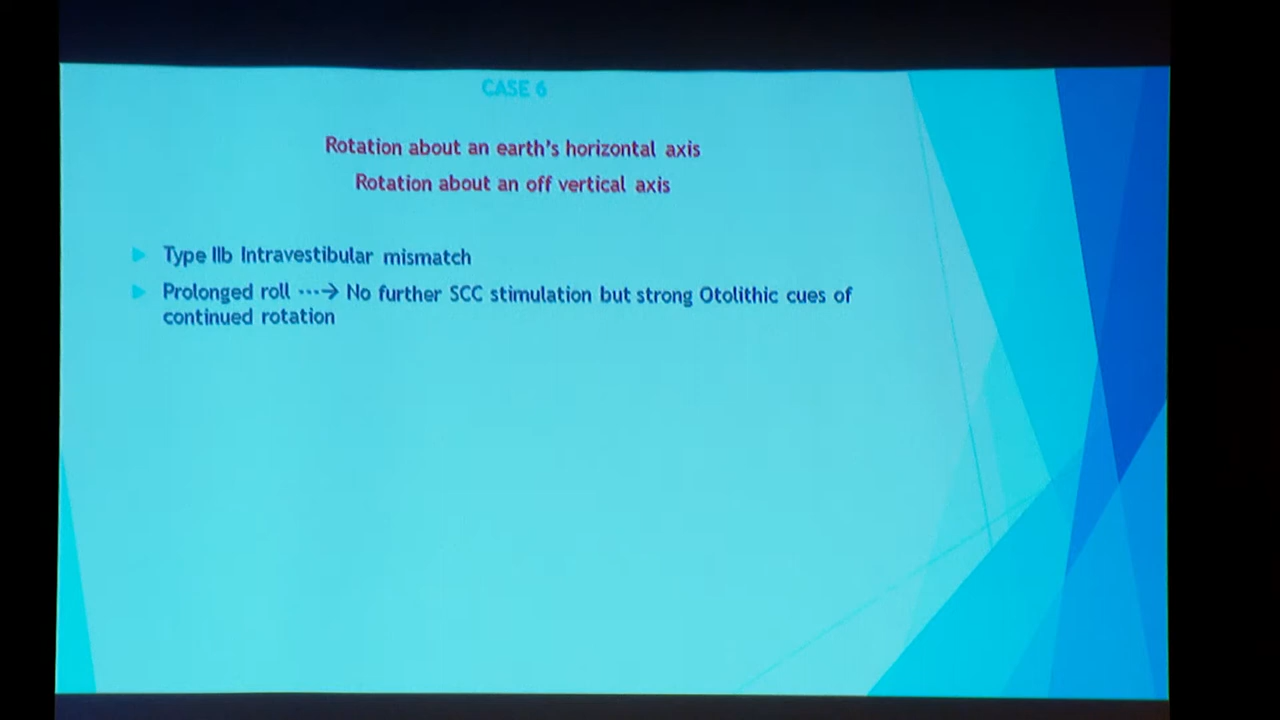 CASE 6
Rotation about an earth's horizontal axis
Rotation about an off vertical axis
Type IIb Intravestibular mismatch
Prolonged roll ---→ No further SCC stimulation but strong Otolithic cues of
continued rotation